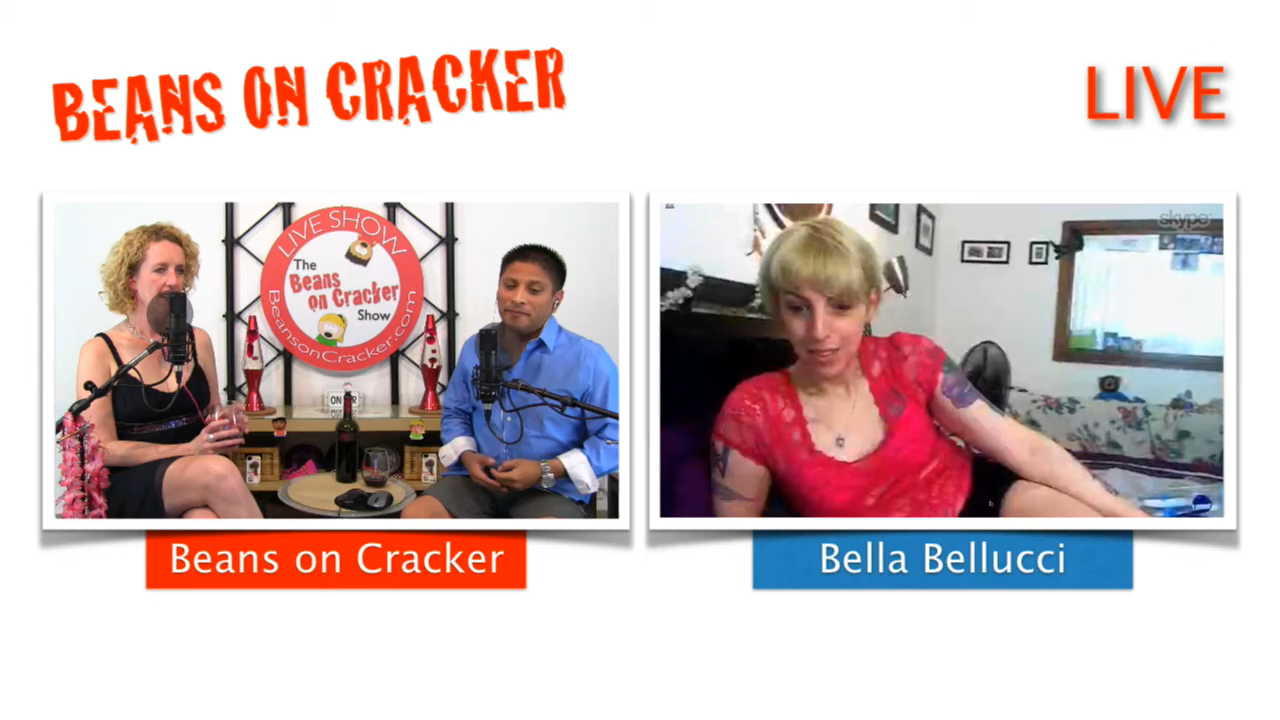 BEANS ON CRACKER
LIVE
LIVE SHOW
The
Beans
on Cracker
Show
BeansonCracker.com
ON
skype
Beans on Cracker
Bella Bellucci